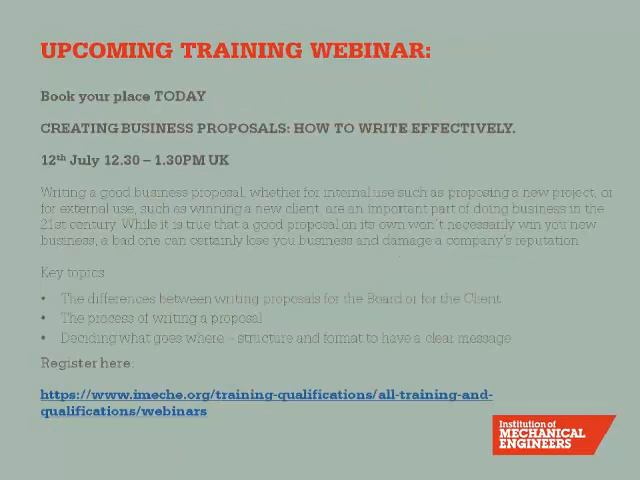 UPCOMING TRAINING WEBINAR:
Book your place TODAY
CREATING BUSINESS PROPOSALS: HOW TO WRITE EFFECTIVELY.
12th July 12.30 – 1.30PM UK
Writing a good business proposal, whether for internal use such as proposing a new project, or
for external use, such as winning a new client, are an important part of doing business in the
21st century. While it is true that a good proposal on its own won't necessarily win you new
business, a bad one can certainly lose you business and damage a company's reputation
Key topics
• The differences between writing proposals for the Board or for the Client
• The process of writing a proposal
• Deciding what goes where – structure and format to have a clear message
Register here:
https://www.imeche.org/training-qualifications/all-training-and-
qualifications/webinars
Institution of
MECHANICAL
ENGINEERS